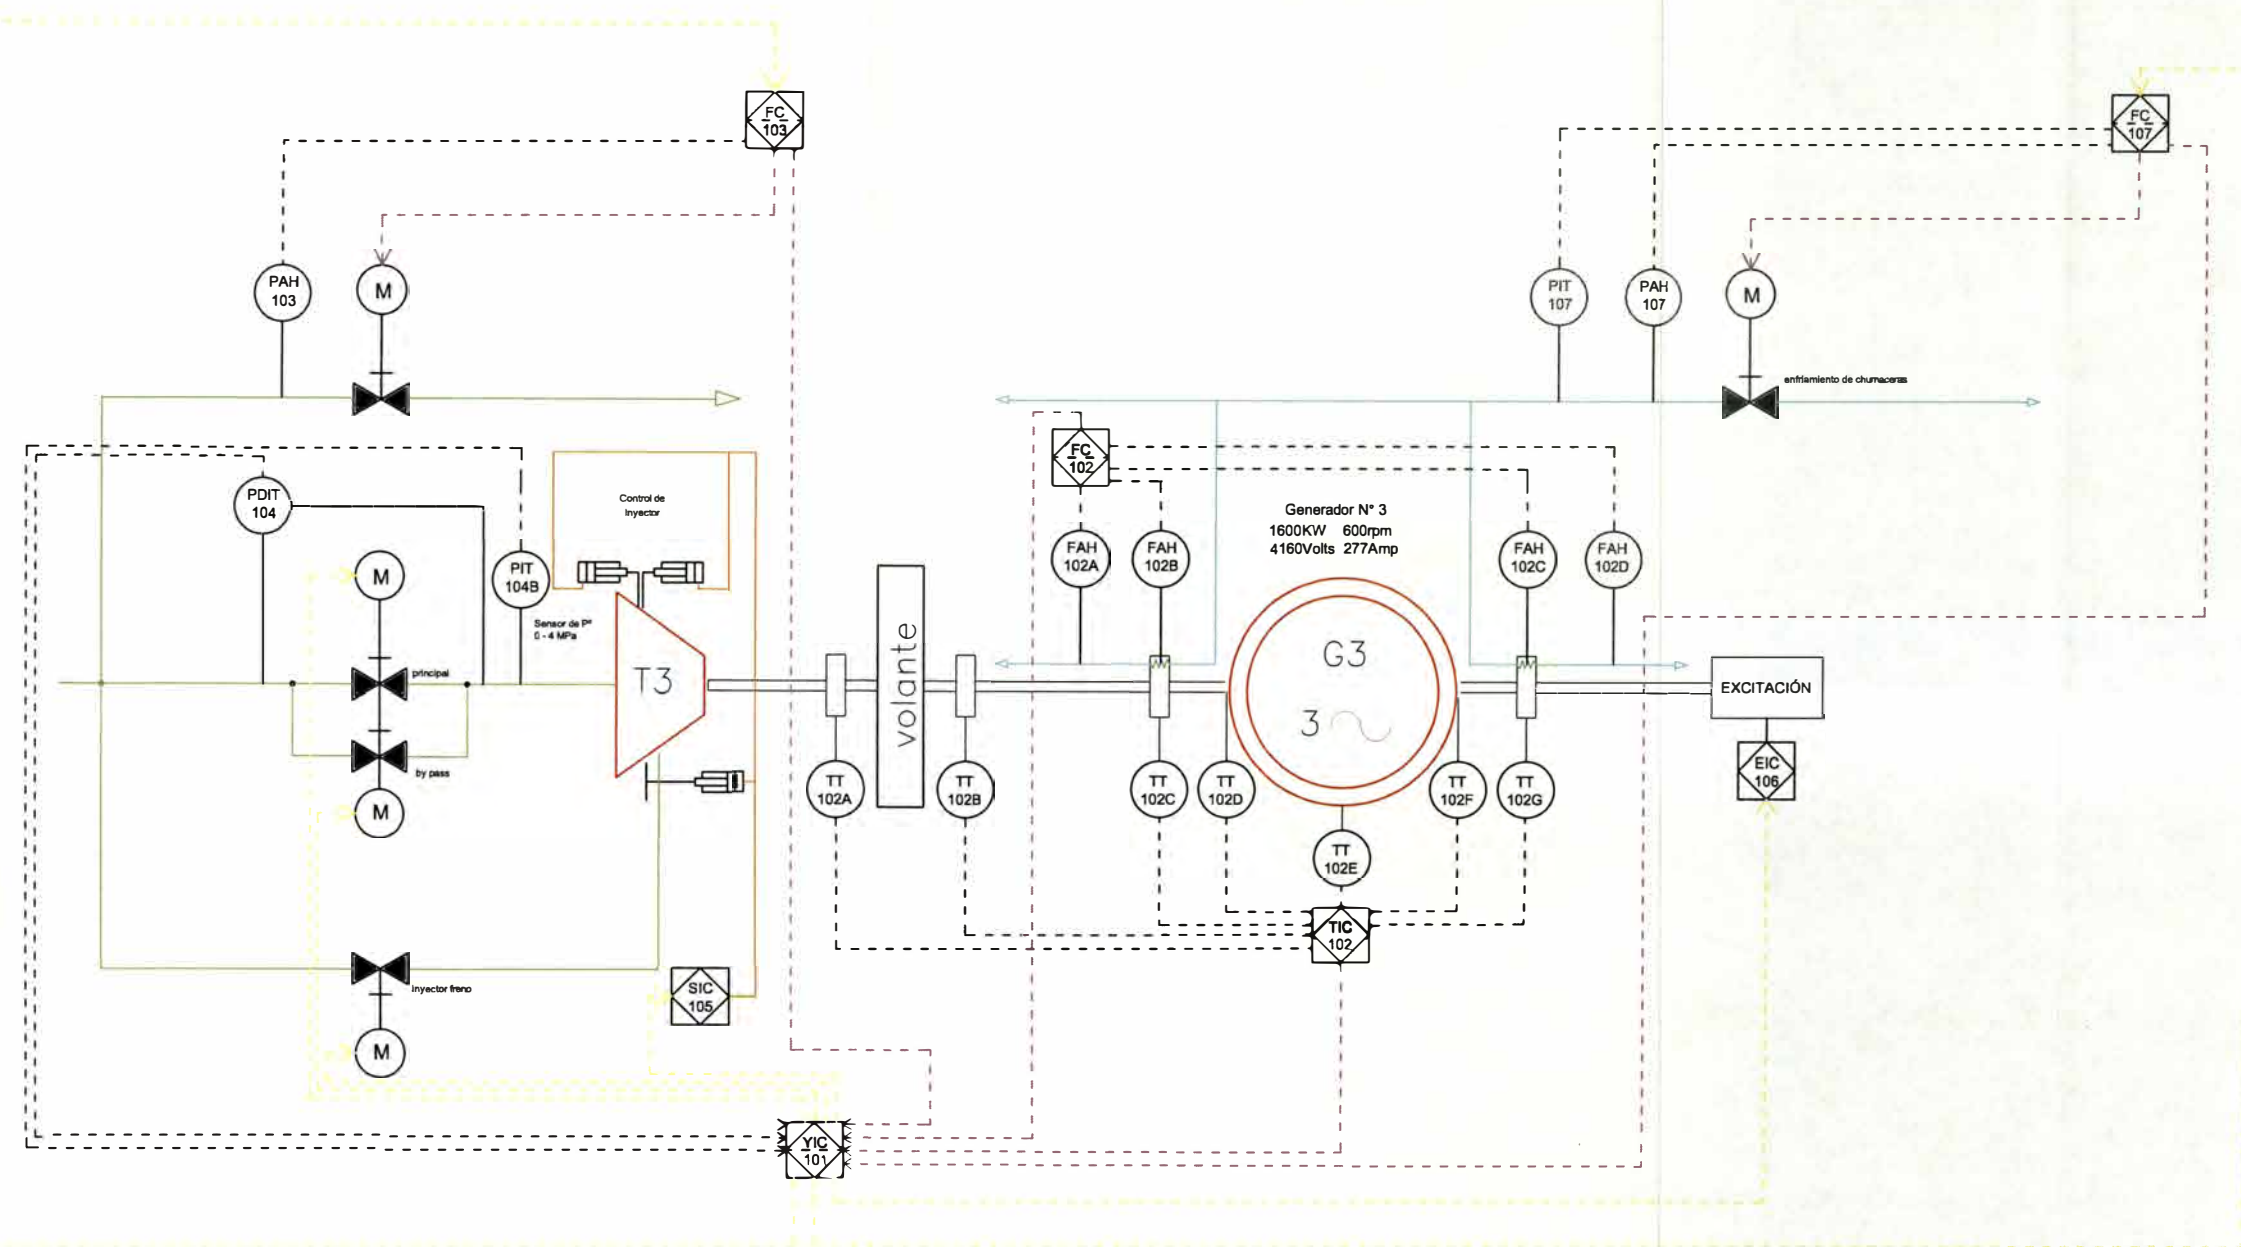 FC
103
FC
107
PAH
103
M
PIT
107
PAH
107
M
enfriamiento de chumaceras
PDIT
104
M
PIT
104B
Sensor de Pº
0 - 4 MPa
Control de
Inyector
FC
102
FAH
102A
FAH
102B
Generador N° 3
1600KW 600rpm
4160Volts 277Amp
FAH
102C
FAH
102D
principal
T3
volante
G3
3
EXCITACIÓN
by pass
M
TT
102A
TT
102B
TT
102C
TT
102D
TT
102F
TT
102G
EIC
106
TT
102E
TIC
102
inyector freno
SIC
105
M
YIC
101